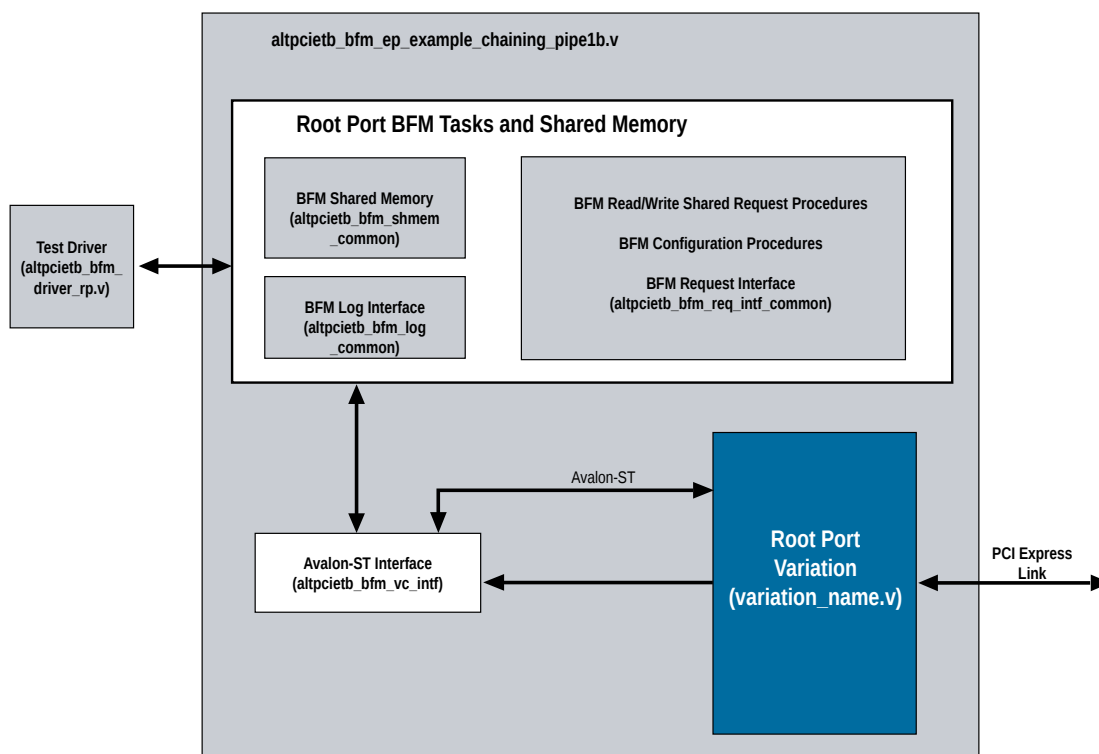 altpcietb_bfm_ep_example_chaining_pipe1b.v
Root Port BFM Tasks and Shared Memory
BFM Shared Memory
(altpcietb_bfm_shmem
_common)
BFM Read/Write Shared Request Procedures
BFM Configuration Procedures
BFM Request Interface
(altpcietb_bfm_req_intf_common)
Test Driver
(altpcietb_bfm_
driver_rp.v)
BFM Log Interface
(altpcietb_bfm_log
_common)
Avalon-ST
Avalon-ST Interface
(altpcietb_bfm_vc_intf)
Root Port
Variation
(variation_name.v)
PCI Express
Link